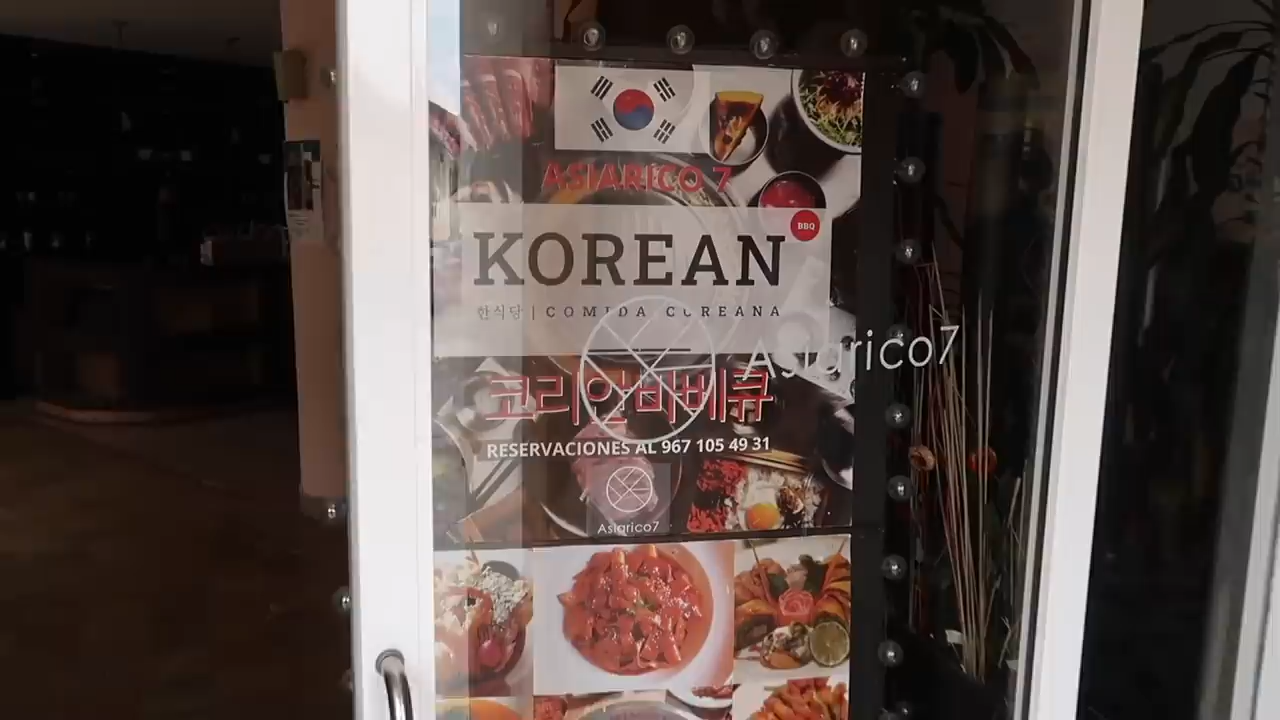 ASIARICO 7
BBQ
KOREAN
한식당 | COMIDA COREANA
Asiarico7
코리안바베큐
RESERVACIONES AL 967 105 49 31
Asiarico7